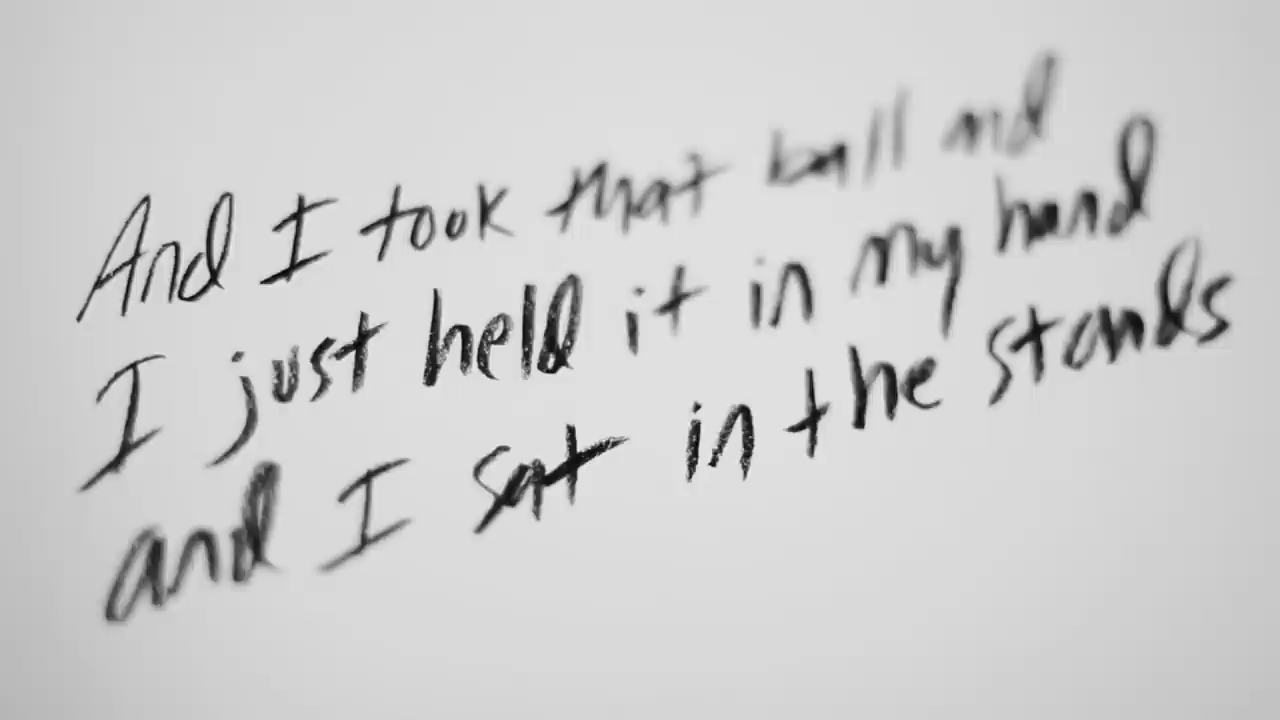 And I took that ball and
I just held it in my hand
and I sat in the stands